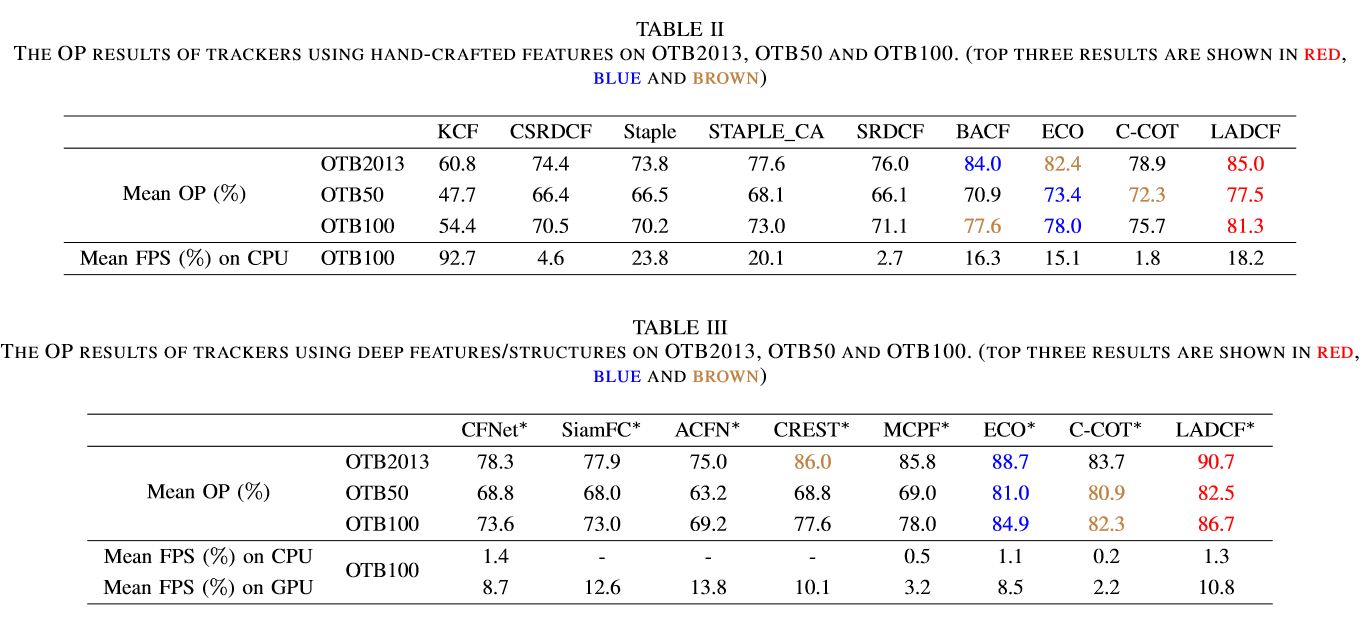 TABLE II
THE OP RESULTS OF TRACKERS USING HAND-CRAFTED FEATURES ON OTB2013, OTB50 AND OTB100. (TOP THREE RESULTS ARE SHOWN IN RED,
BLUE AND BROWN)
KCF CSRDCF Staple STAPLE_CA SRDCF BACF ECO C-COT LADCF
OTB2013 60.8 74.4 73.8 77.6 76.0 84.0 82.4 78.9 85.0
Mean OP (%) OTB50 47.7 66.4 66.5 68.1 66.1 70.9 73.4 72.3 77.5
OTB100 54.4 70.5 70.2 73.0 71.1 77.6 78.0 75.7 81.3
Mean FPS (%) on CPU OTB100 92.7 4.6 23.8 20.1 2.7 16.3 15.1 1.8 18.2
TABLE III
THE OP RESULTS OF TRACKERS USING DEEP FEATURES/STRUCTURES ON OTB2013, OTB50 AND OTB100. (TOP THREE RESULTS ARE SHOWN IN RED,
BLUE AND BROWN)
CFNet* SiamFC* ACFN* CREST* MCPF* ECO* C-COT* LADCF*
OTB2013 78.3 77.9 75.0 86.0 85.8 88.7 83.7 90.7
Mean OP (%) OTB50 68.8 68.0 63.2 68.8 69.0 81.0 80.9 82.5
OTB100 73.6 73.0 69.2 77.6 78.0 84.9 82.3 86.7
Mean FPS (%) on CPU 1.4 - - - 0.5 1.1 0.2 1.3
OTB100
Mean FPS (%) on GPU 8.7 12.6 13.8 10.1 3.2 8.5 2.2 10.8